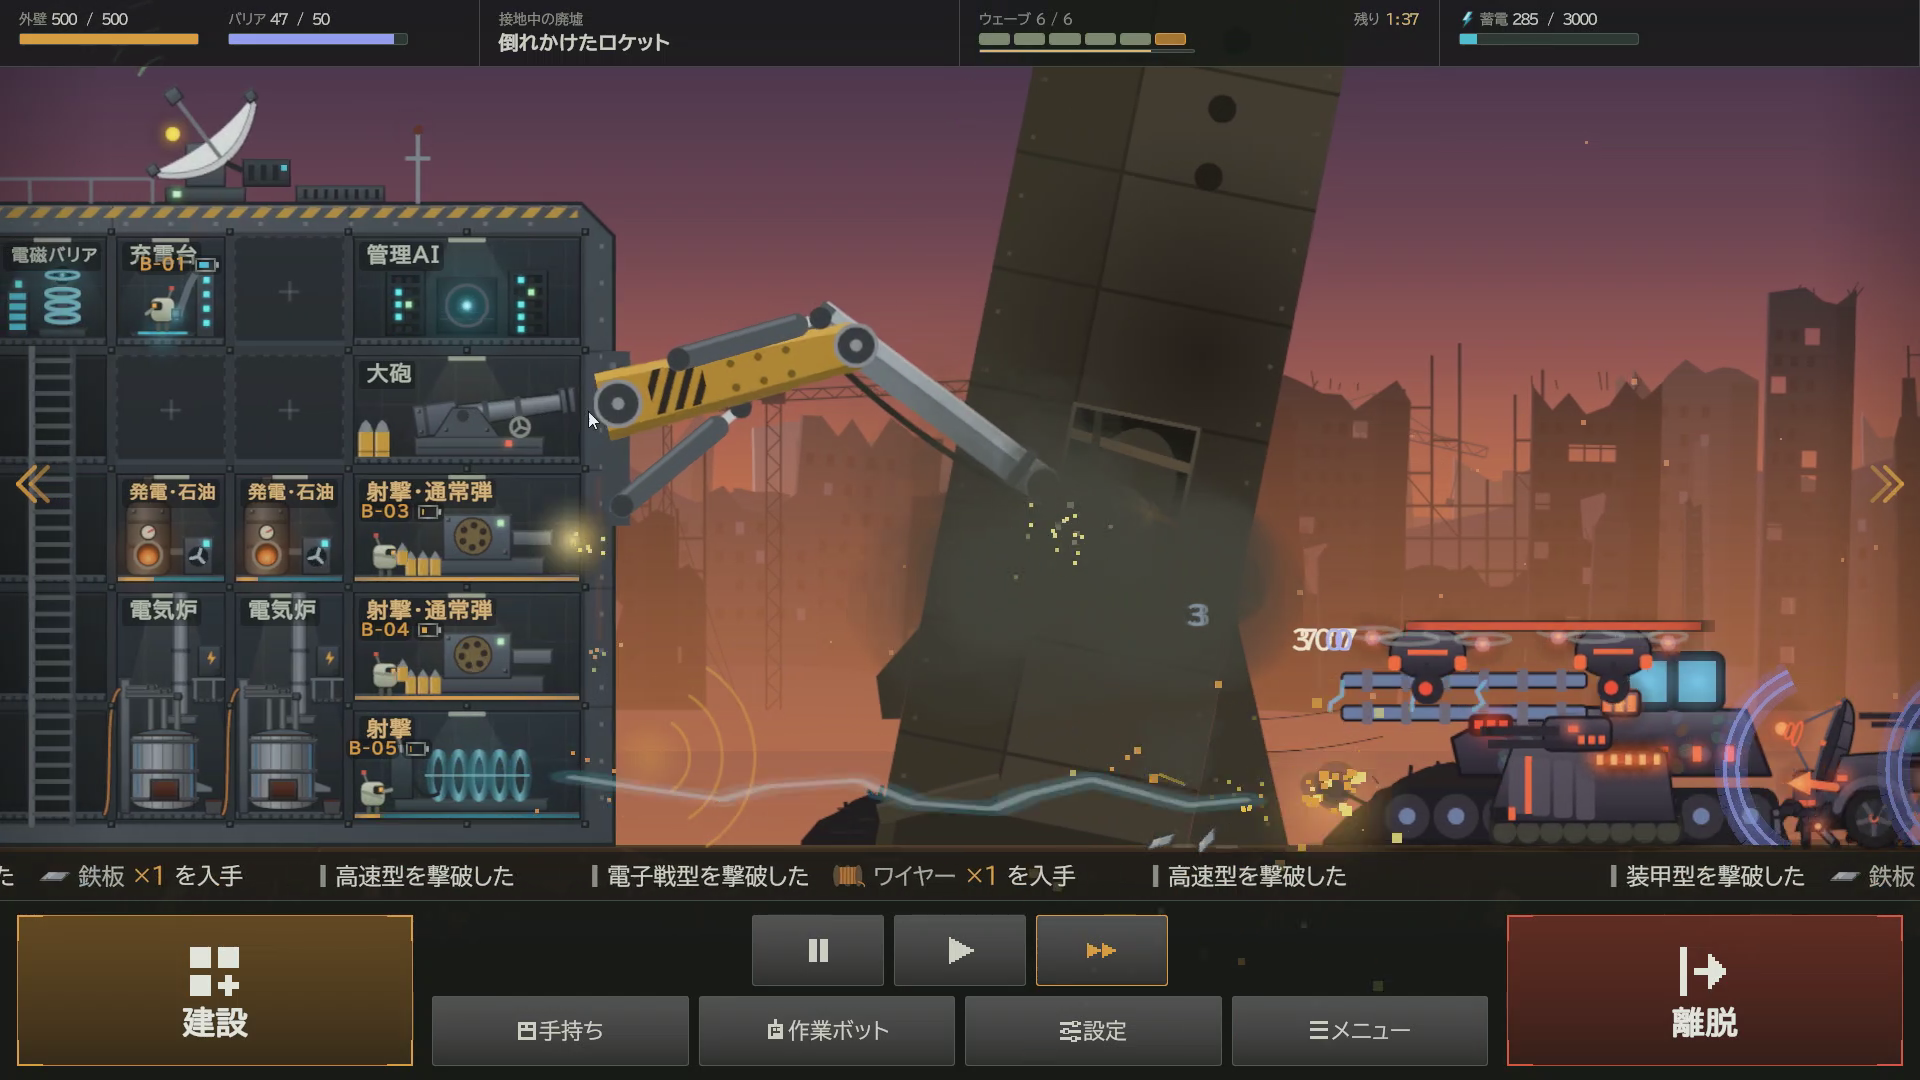 外壁 500 / 500
バリア 47 / 50
接地中の廃墟
倒れかけたロケット
ウェーブ 6 / 6
残り 1:37
蓄電 285 / 3000
電磁バリア
充電台
B-01
管理AI
大砲
発電・石油
発電・石油
射撃・通常弾
B-03
電気炉
電気炉
射撃・通常弾
B-04
射撃
B-05
3
た
鉄板 ×1 を入手
高速型を撃破した
電子戦型を撃破した
ワイヤー ×1 を入手
高速型を撃破した
装甲型を撃破した
鉄板
建設
手持ち
作業ボット
設定
メニュー
離脱